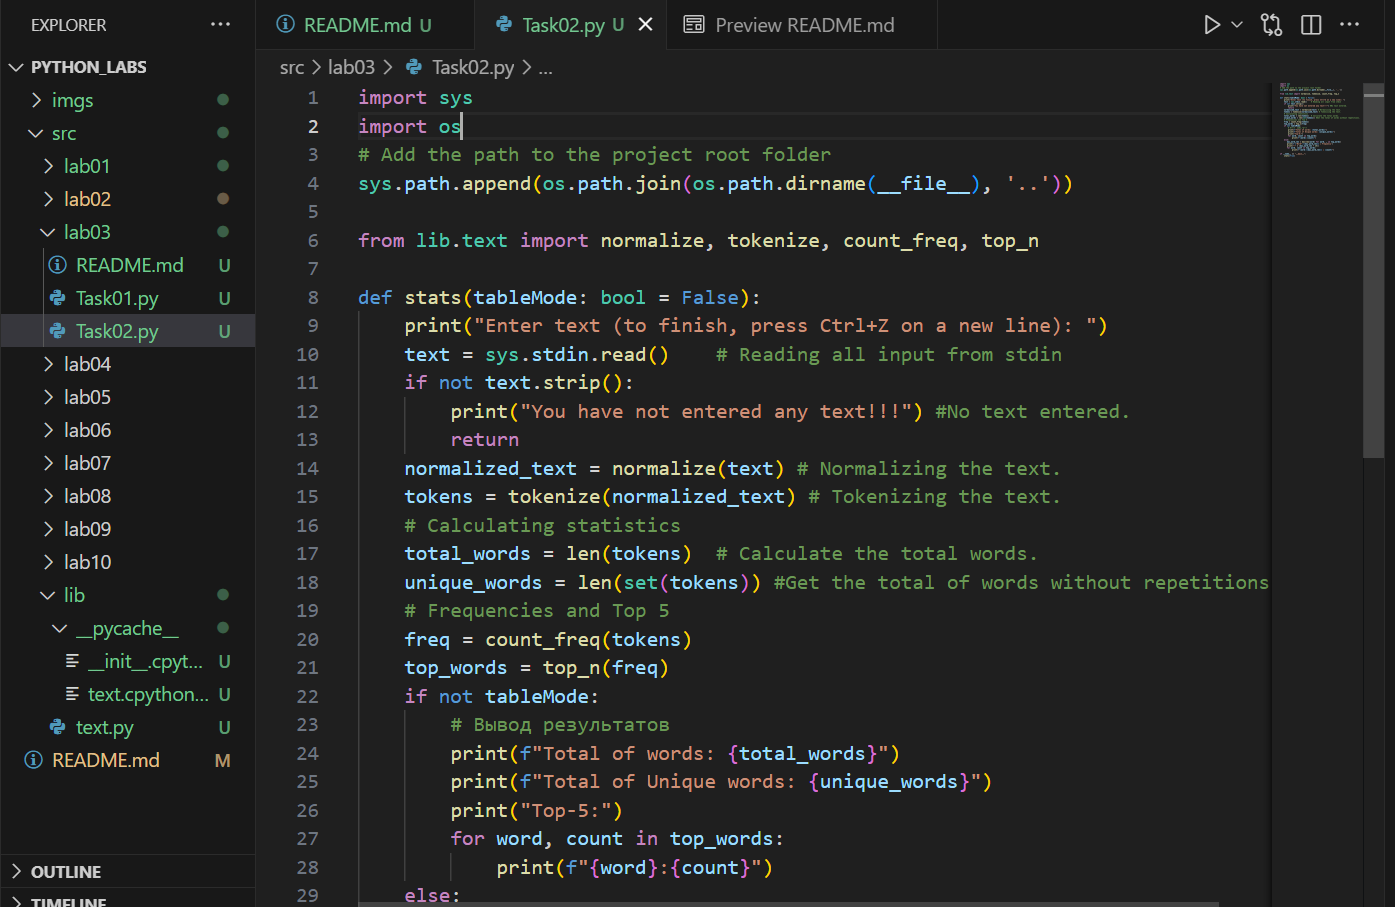 EXPLORER
PYTHON_LABS
imgs
src
lab01
lab02
lab03
README.md U
Task01.py U
Task02.py U
lab04
lab05
lab06
lab07
lab08
lab09
lab10
lib
__pycache__
__init__.cpyt... U
text.cpython... U
text.py U
README.md M
OUTLINE
TIMELINE
README.md U
Task02.py U
Preview README.md
src > lab03 > Task02.py > ...
1 import sys
2 import os
3 # Add the path to the project root folder
4 sys.path.append(os.path.join(os.path.dirname(__file__), '..'))
5
6 from lib.text import normalize, tokenize, count_freq, top_n
7
8 def stats(tableMode: bool = False):
9     print("Enter text (to finish, press Ctrl+Z on a new line): ")
10     text = sys.stdin.read()    # Reading all input from stdin
11     if not text.strip():
12         print("You have not entered any text!!!") #No text entered.
13         return
14     normalized_text = normalize(text) # Normalizing the text.
15     tokens = tokenize(normalized_text) # Tokenizing the text.
16     # Calculating statistics
17     total_words = len(tokens)  # Calculate the total words.
18     unique_words = len(set(tokens)) #Get the total of words without repetitions
19     # Frequencies and Top 5
20     freq = count_freq(tokens)
21     top_words = top_n(freq)
22     if not tableMode:
23         # Вывод результатов
24         print(f"Total of words: {total_words}")
25         print(f"Total of Unique words: {unique_words}")
26         print("Top-5:")
27         for word, count in top_words:
28             print(f"{word}:{count}")
29     else: